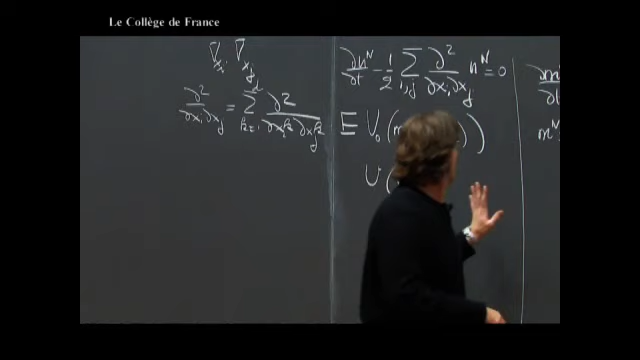 Le Collège de France
∇_{x_i} · ∇_{x_j}
∂²/∂x_i∂x_j = Σ_{k=1}^{d} ∂²/∂x_i^k ∂x_j^k
∂u^N/∂t - 1/2 Σ_{i,j} ∂²/∂x_i∂x_j u^N = 0
E U_0(
U(